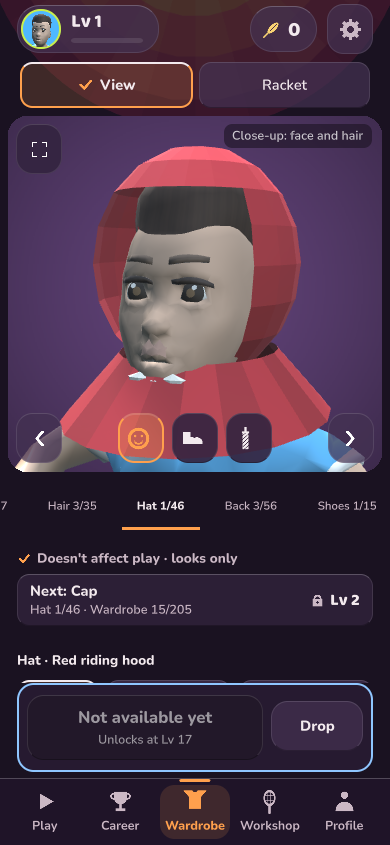 Lv 1
0
View
Racket
Close-up: face and hair
7
Hair 3/35
Hat 1/46
Back 3/56
Shoes 1/15
Doesn't affect play · looks only
Next: Cap
Hat 1/46 · Wardrobe 15/205
Lv 2
Hat · Red riding hood
Not available yet
Unlocks at Lv 17
Drop
Play
Career
Wardrobe
Workshop
Profile